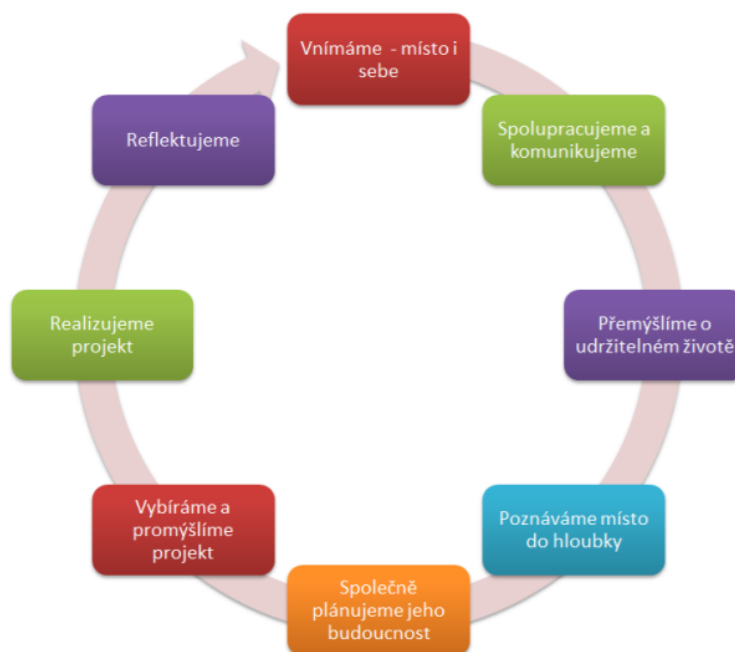 Vnímáme  - místo i
sebe
Spolupracujeme a
komunikujeme
Přemýšlíme o
udržitelném životě
Poznáváme místo
do hloubky
Společně
plánujeme jeho
budoucnost
Vybíráme a
promýšlíme
projekt
Realizujeme
projekt
Reflektujeme